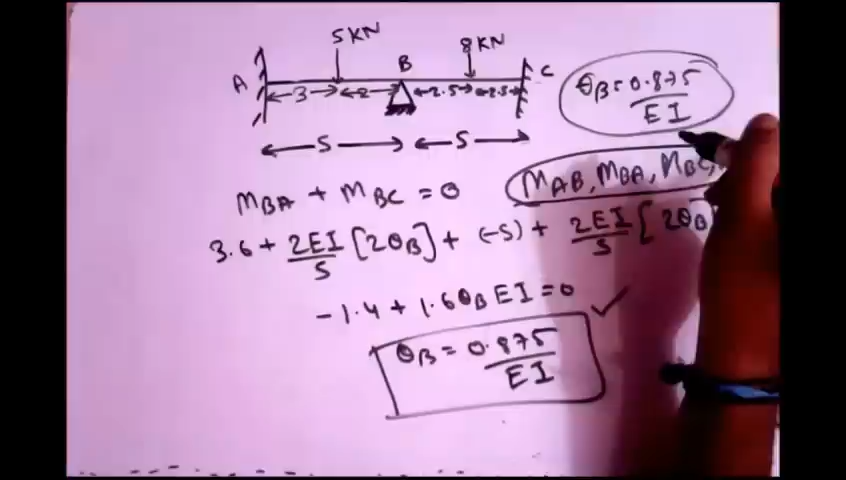 5KN
8KN
A B C
3 2 2.5 2.5
5 5
θB = 0.875/EI
MBA + MBC = 0
MAB, MBA, MBC,
3.6 + 2EI/5 [2θB] + (-5) + 2EI/5 [2θB
-1.4 + 1.6θB EI = 0 ✓
θB = 0.875/EI